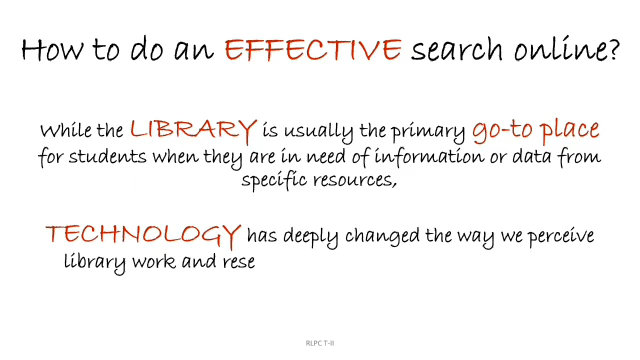 How to do an EFFECTIVE search online?
While the LIBRARY is usually the primary go-to place
for students when they are in need of information or data from
specific resources,
TECHNOLOGY has deeply changed the way we perceive
library work and rese
RLPC T-II